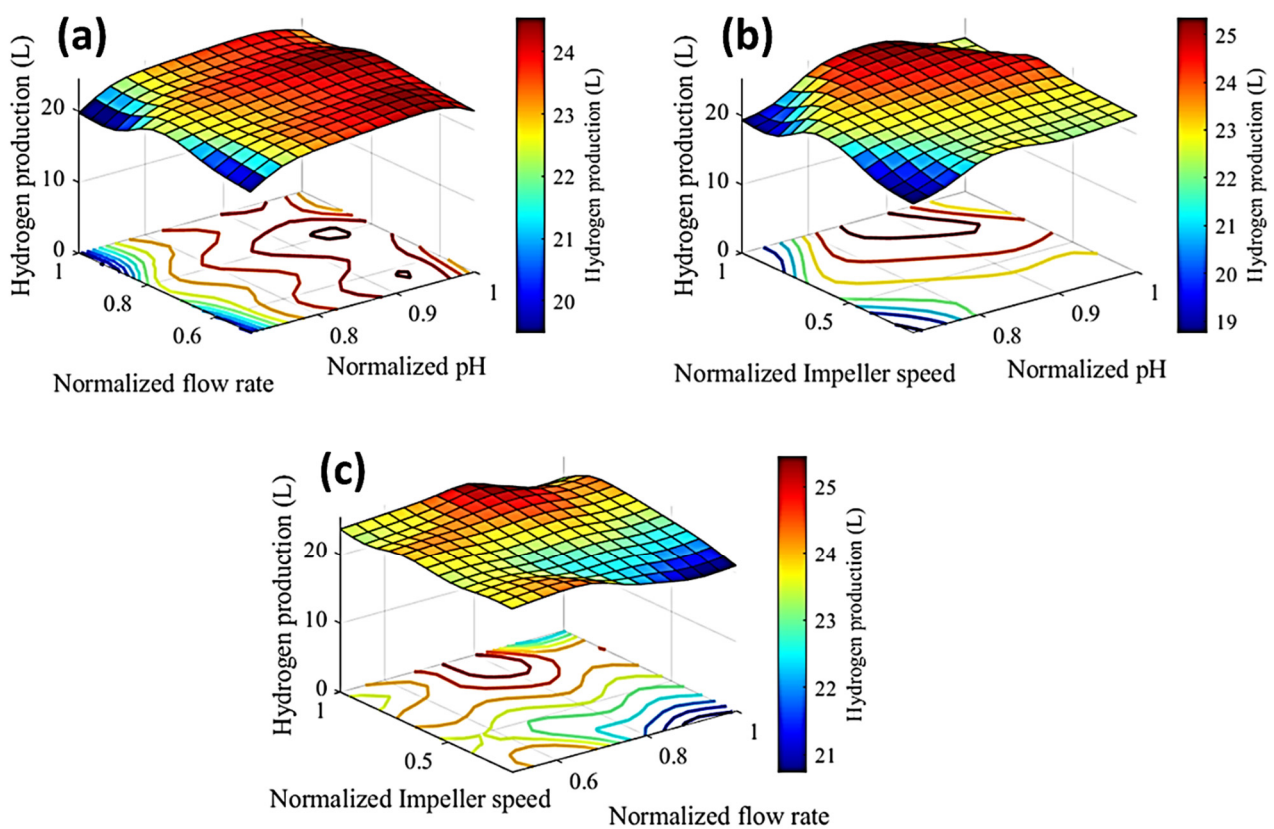 (a)
Hydrogen production (L)
20
10
0
1
0.8
0.6
Normalized flow rate
0.8
0.9
1
Normalized pH
24
23
22
21
20
Hydrogen production (L)
(b)
Hydrogen production (L)
20
10
0
1
0.5
Normalized Impeller speed
0.8
0.9
1
Normalized pH
25
24
23
22
21
20
19
Hydrogen production (L)
(c)
Hydrogen production (L)
20
10
0
1
0.5
Normalized Impeller speed
0.6
0.8
1
Normalized flow rate
25
24
23
22
21
Hydrogen production (L)